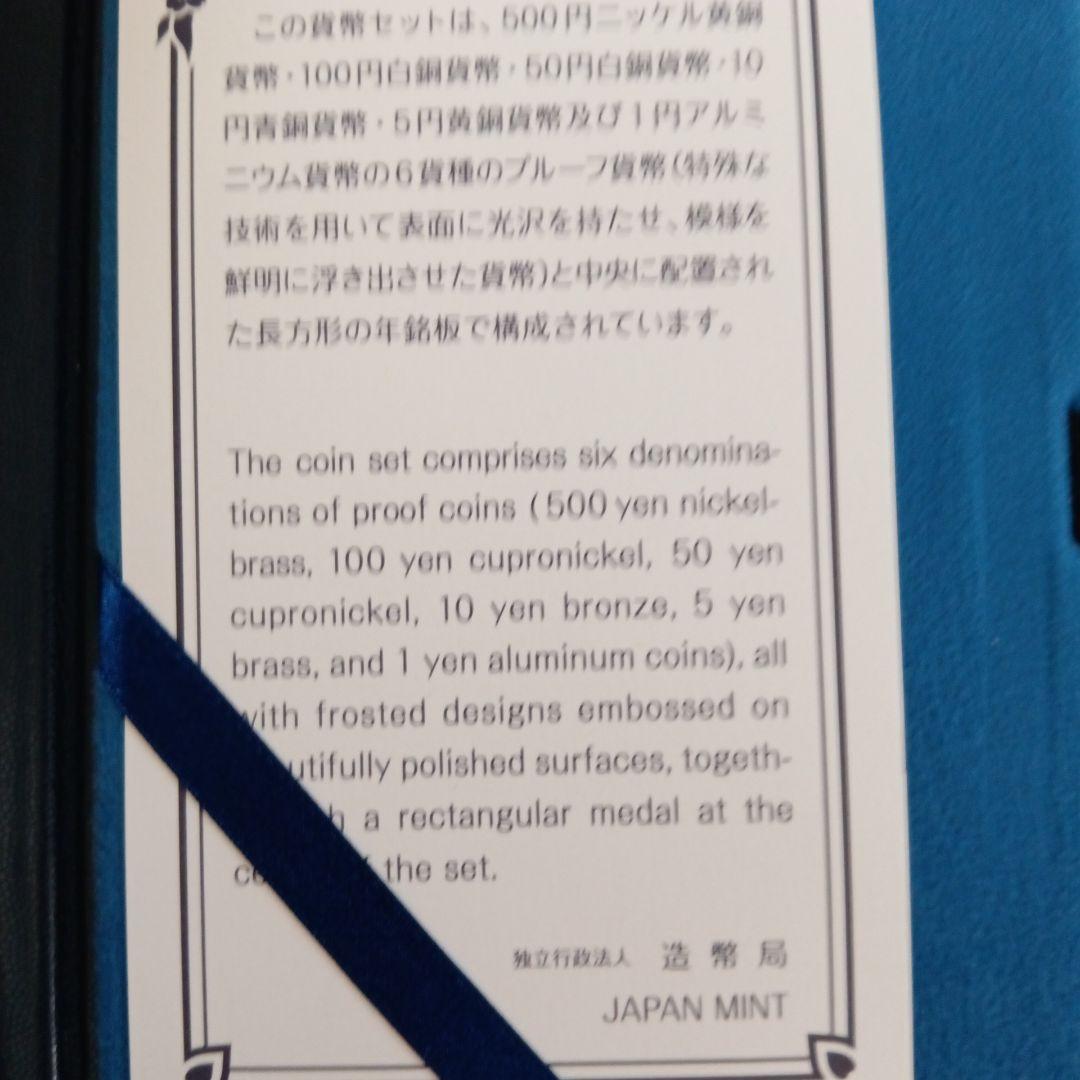 この貨幣セットは、500円ニッケル黄銅
貨幣・100円白銅貨幣・50円白銅貨幣・10
円青銅貨幣・5円黄銅貨幣及び1円アルミ
ニウム貨幣の6貨種のプルーフ貨幣(特殊な
技術を用いて表面に光沢を持たせ、模様を
鮮明に浮き出させた貨幣)と中央に配置され
た長方形の年銘板で構成されています。
The coin set comprises six denomina-
tions of proof coins (500 yen nickel-
brass, 100 yen cupronickel, 50 yen
cupronickel, 10 yen bronze, 5 yen
brass, and 1 yen aluminum coins), all
with frosted designs embossed on
polished surfaces, togeth-
a rectangular medal at the
the set.
独立行政法人 造幣局
JAPAN MINT